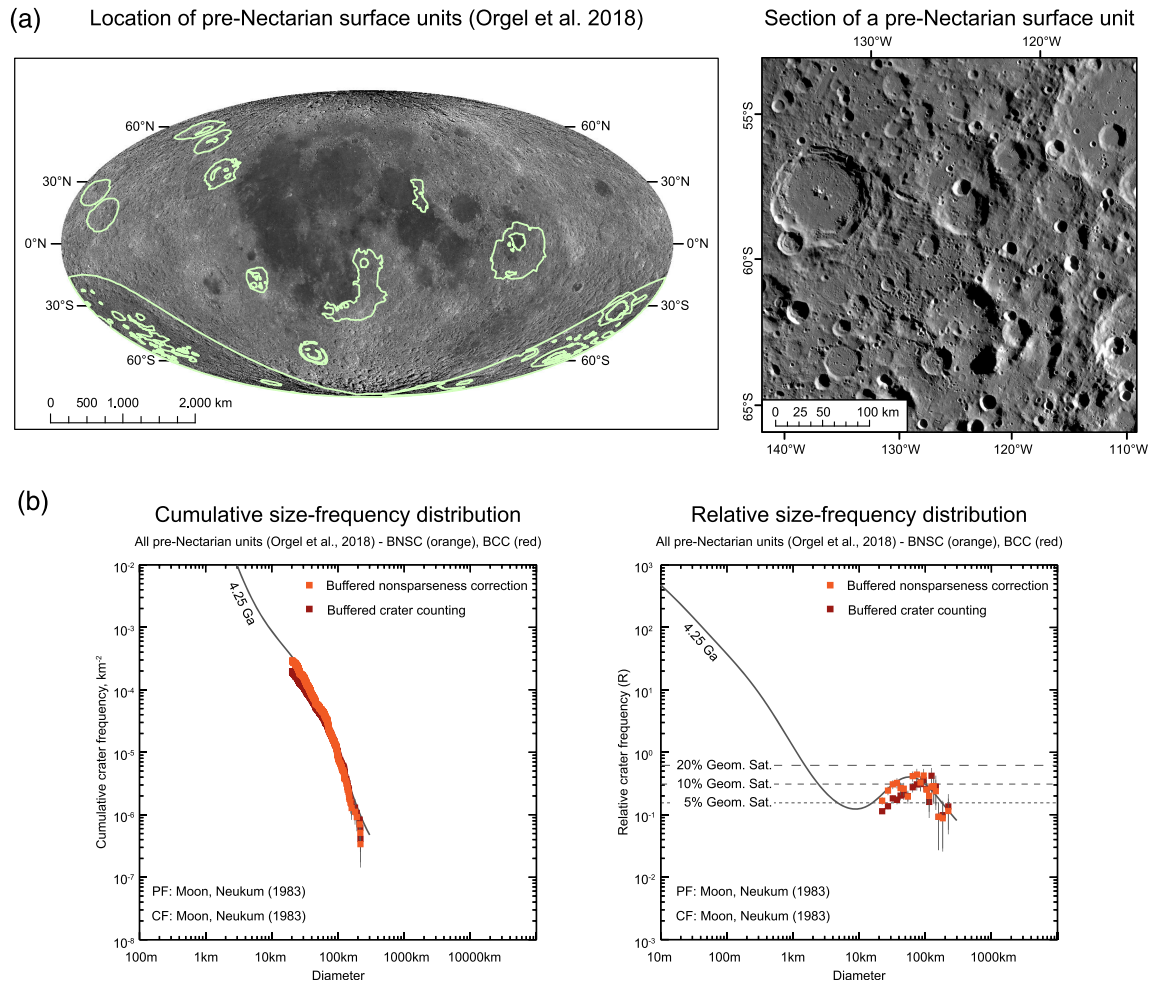 (a)
Location of pre-Nectarian surface units (Orgel et al. 2018)
60°N
60°N
30°N
30°N
0°N
0°N
30°S
30°S
60°S
60°S
0 500 1,000 2,000 km
Section of a pre-Nectarian surface unit
130°W 120°W
55°S
60°S
65°S
0 25 50 100 km
140°W 130°W 120°W 110°W
(b)
Cumulative size-frequency distribution
All pre-Nectarian units (Orgel et al., 2018) - BNSC (orange), BCC (red)
Cumulative crater frequency, km⁻²
10⁻²
10⁻³
10⁻⁴
10⁻⁵
10⁻⁶
10⁻⁷
10⁻⁸
4.25 Ga
Buffered nonsparseness correction
Buffered crater counting
PF: Moon, Neukum (1983)
CF: Moon, Neukum (1983)
100m 1km 10km 100km 1000km 10000km
Diameter
Relative size-frequency distribution
All pre-Nectarian units (Orgel et al., 2018) - BNSC (orange), BCC (red)
Relative crater frequency (R)
10³
10²
10¹
10⁰
10⁻¹
10⁻²
10⁻³
4.25 Ga
Buffered nonsparseness correction
Buffered crater counting
20% Geom. Sat.
10% Geom. Sat.
5% Geom. Sat.
PF: Moon, Neukum (1983)
CF: Moon, Neukum (1983)
10m 100m 1km 10km 100km 1000km
Diameter